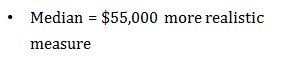 • Median = $55,000 more realistic
measure